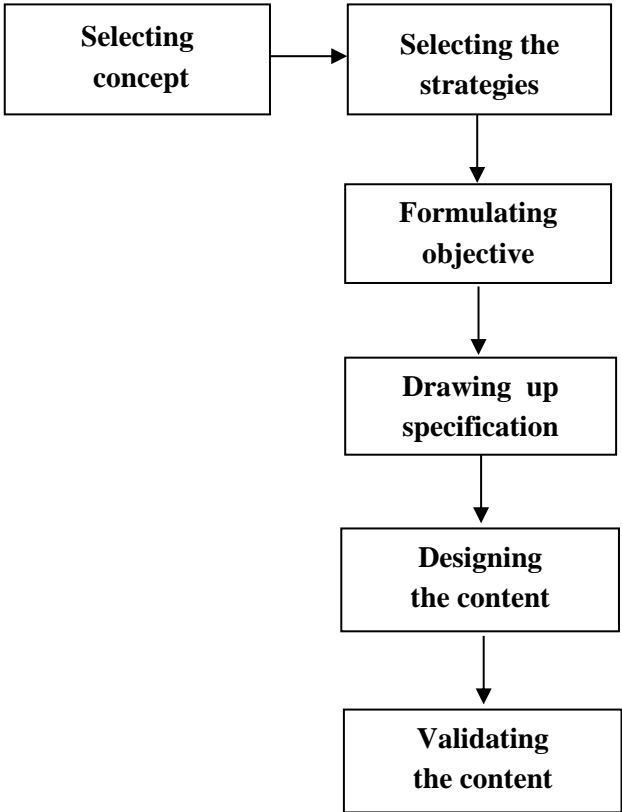 Selecting
concept
Selecting the
strategies
Formulating
objective
Drawing up
specification
Designing
the content
Validating
the content